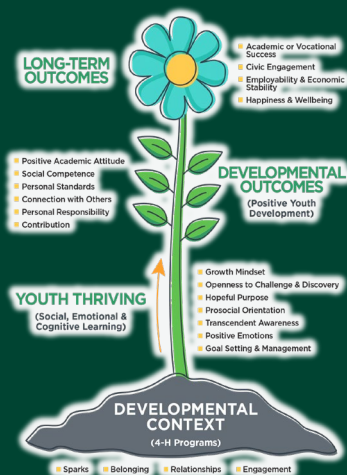 LONG-TERM
OUTCOMES
Academic or Vocational
Success
Civic Engagement
Employability & Economic
Stability
Happiness & Wellbeing
Positive Academic Attitude
Social Competence
Personal Standards
Connection with Others
Personal Responsibility
Contribution
DEVELOPMENTAL
OUTCOMES
(Positive Youth
Development)
YOUTH THRIVING
(Social, Emotional &
Cognitive Learning)
Growth Mindset
Openness to Challenge & Discovery
Hopeful Purpose
Prosocial Orientation
Transcendent Awareness
Positive Emotions
Goal Setting & Management
DEVELOPMENTAL
CONTEXT
(4-H Programs)
Sparks Belonging Relationships Engagement